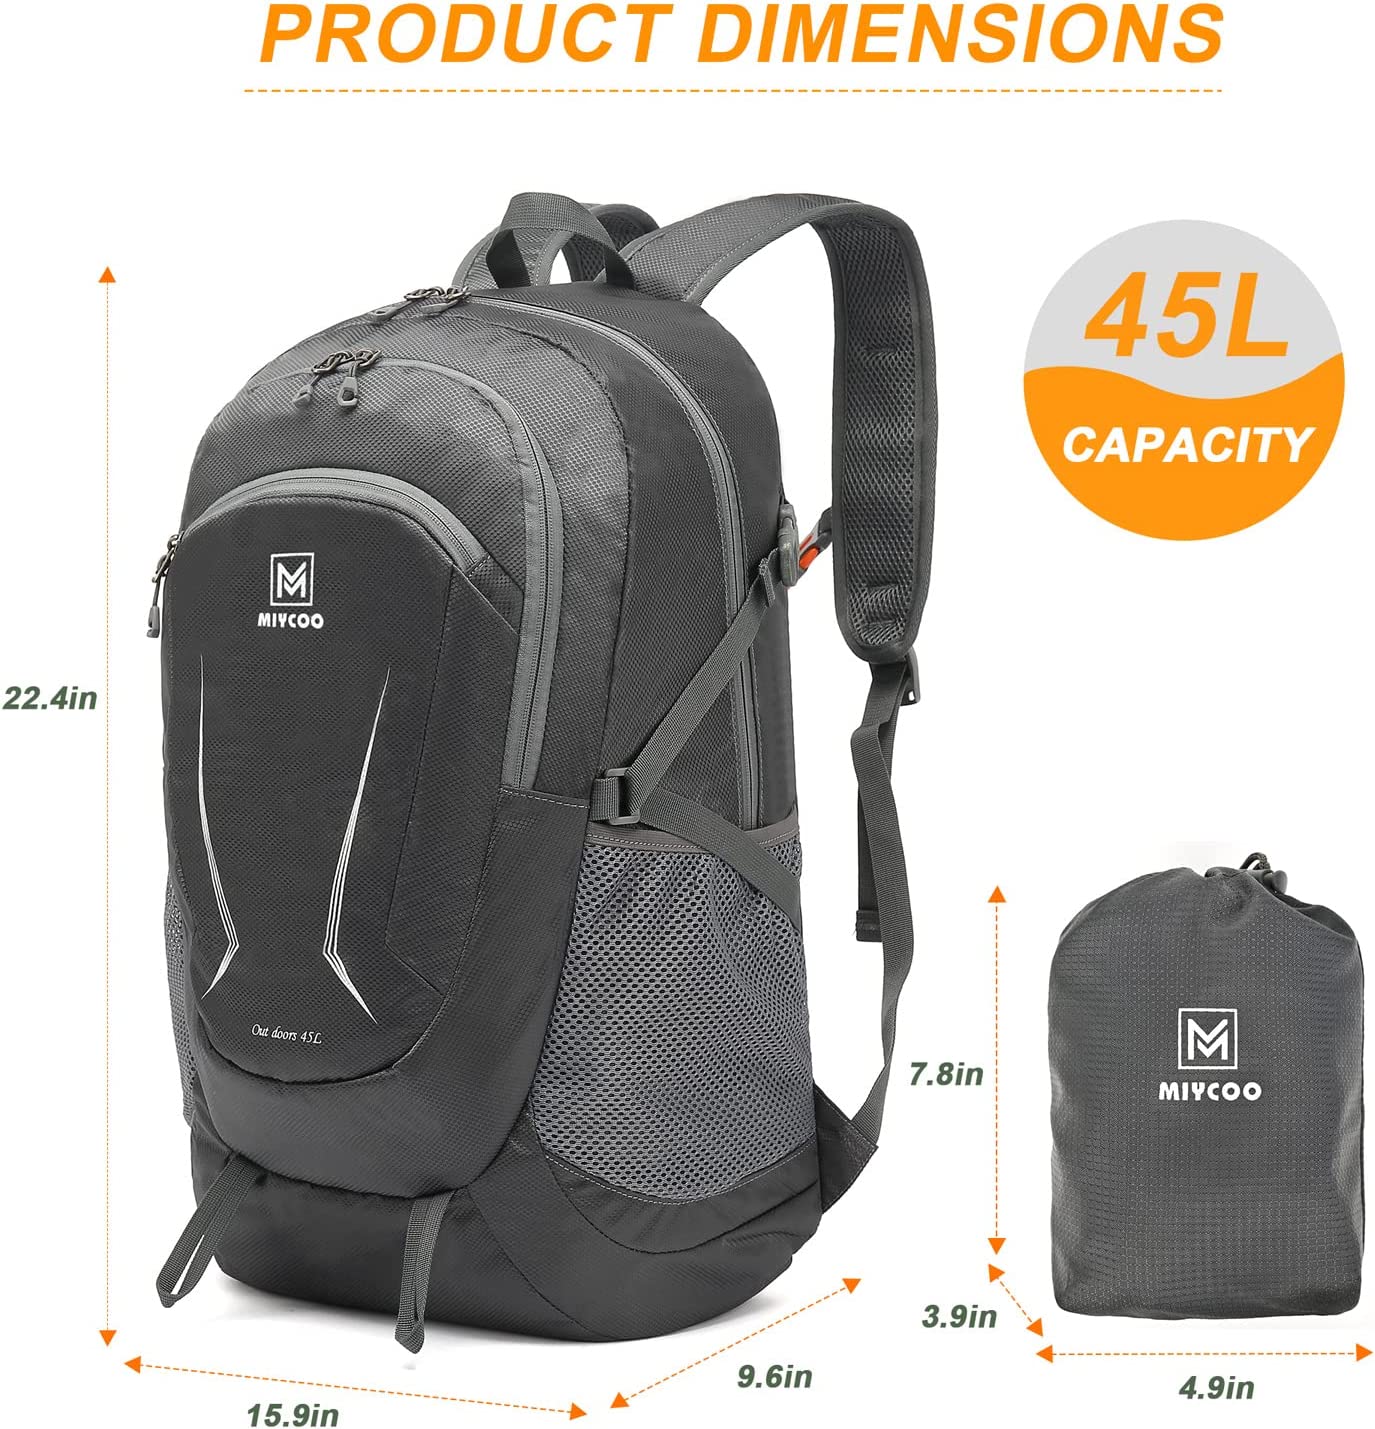 PRODUCT DIMENSIONS
45L
CAPACITY
MIYCOO
22.4in
Out doors 45L
7.8in
MIYCOO
3.9in
9.6in
4.9in
15.9in